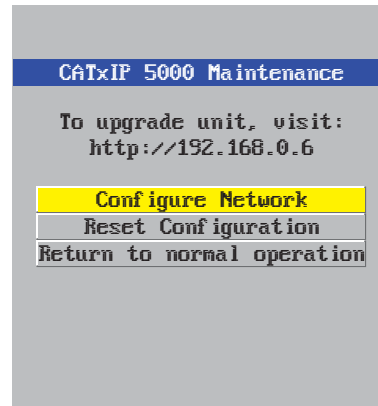 CATxIP 5000 Maintenance
To upgrade unit, visit:
http://192.168.0.6
Configure Network
Reset Configuration
Return to normal operation